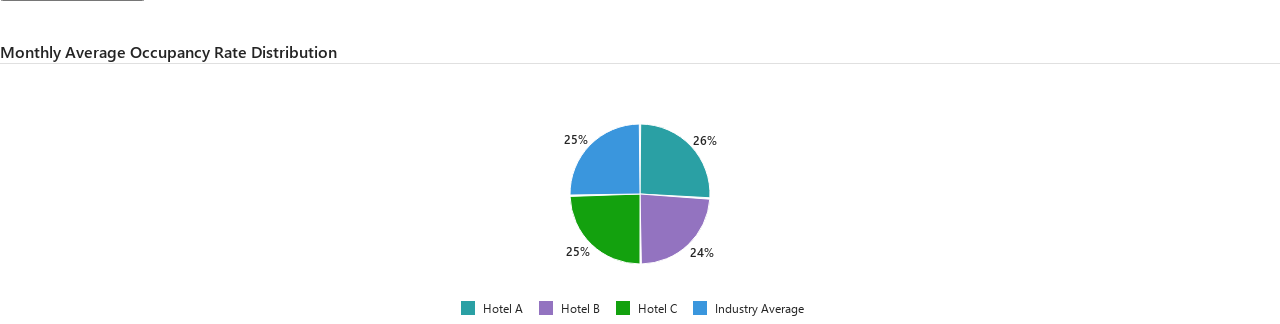 Monthly Average Occupancy Rate Distribution
25%
26%
25%
24%
Hotel A
Hotel B
Hotel C
Industry Average